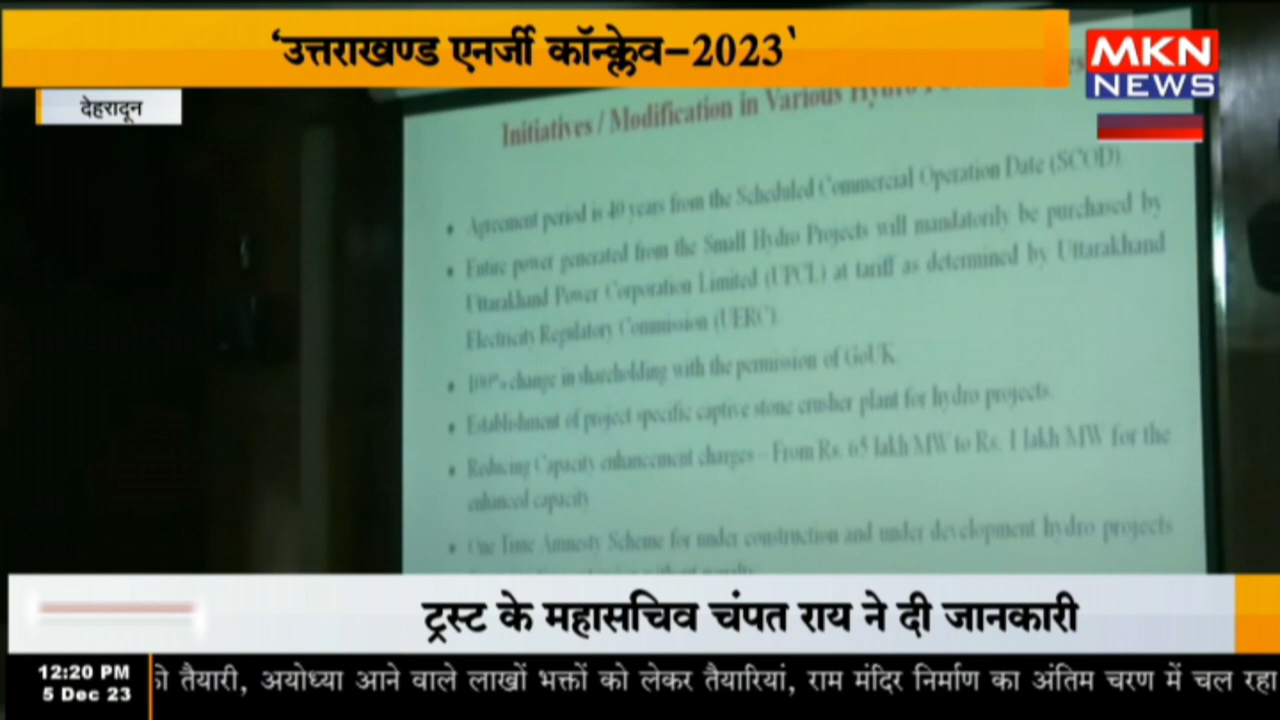 'उत्तराखण्ड एनर्जी कॉन्क्लेव-2023'
MKN
NEWS
देहरादून
Initiatives / Modification in Various Hydro
Agreement period is 40 years from the Scheduled Commercial Operation Date (SCOD)
Entire power generated from the Small Hydro Projects will mandatorily be purchased by
Uttarakhand Power Corporation Limited (UPCL) at tariff as determined by Uttarakhand
Electricity Regulatory Commission (UERC)
100% change in shareholding with the permission of GoUK
Establishment of project specific captive stone crusher plant for hydro projects.
Reducing Capacity enhancement charges – From Rs. 65 lakh/MW to Rs. 1 lakh/MW for the
enhanced capacity
One Time Amnesty Scheme for under construction and under development hydro projects
ट्रस्ट के महासचिव चंपत राय ने दी जानकारी
12:20 PM
5 Dec 23
तैयारी, अयोध्या आने वाले लाखों भक्तों को लेकर तैयारियां, राम मंदिर निर्माण का अंतिम चरण में चल रहा